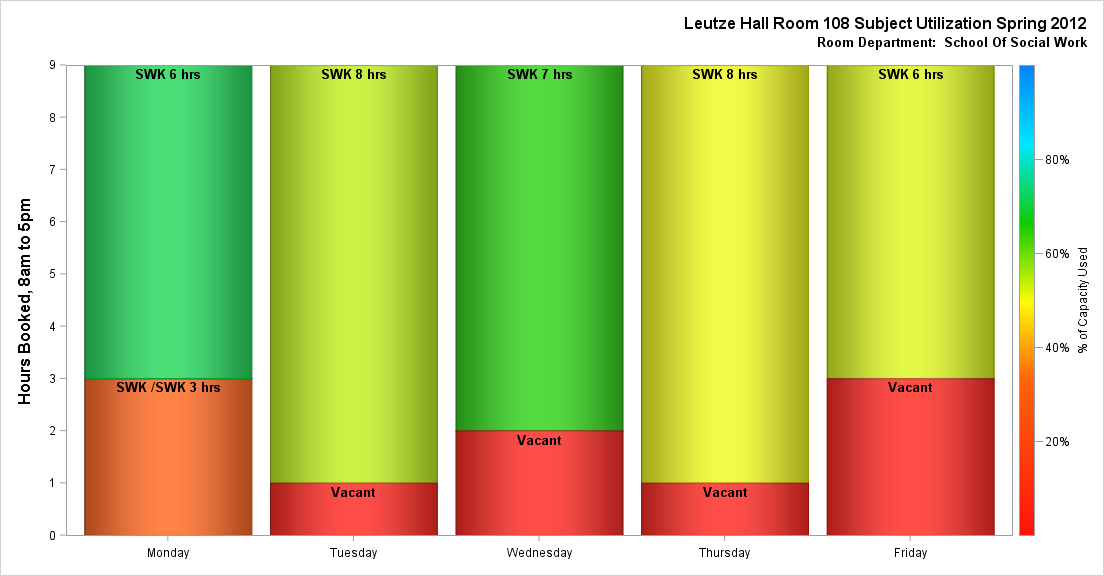 Leutze Hall Room 108 Subject Utilization Spring 2012
Room Department:  School Of Social Work
Hours Booked, 8am to 5pm
9
8
7
6
5
4
3
2
1
0
SWK 6 hrs
SWK /SWK 3 hrs
SWK 8 hrs
Vacant
SWK 7 hrs
Vacant
SWK 8 hrs
Vacant
SWK 6 hrs
Vacant
Monday
Tuesday
Wednesday
Thursday
Friday
80%
60%
40%
20%
% of Capacity Used